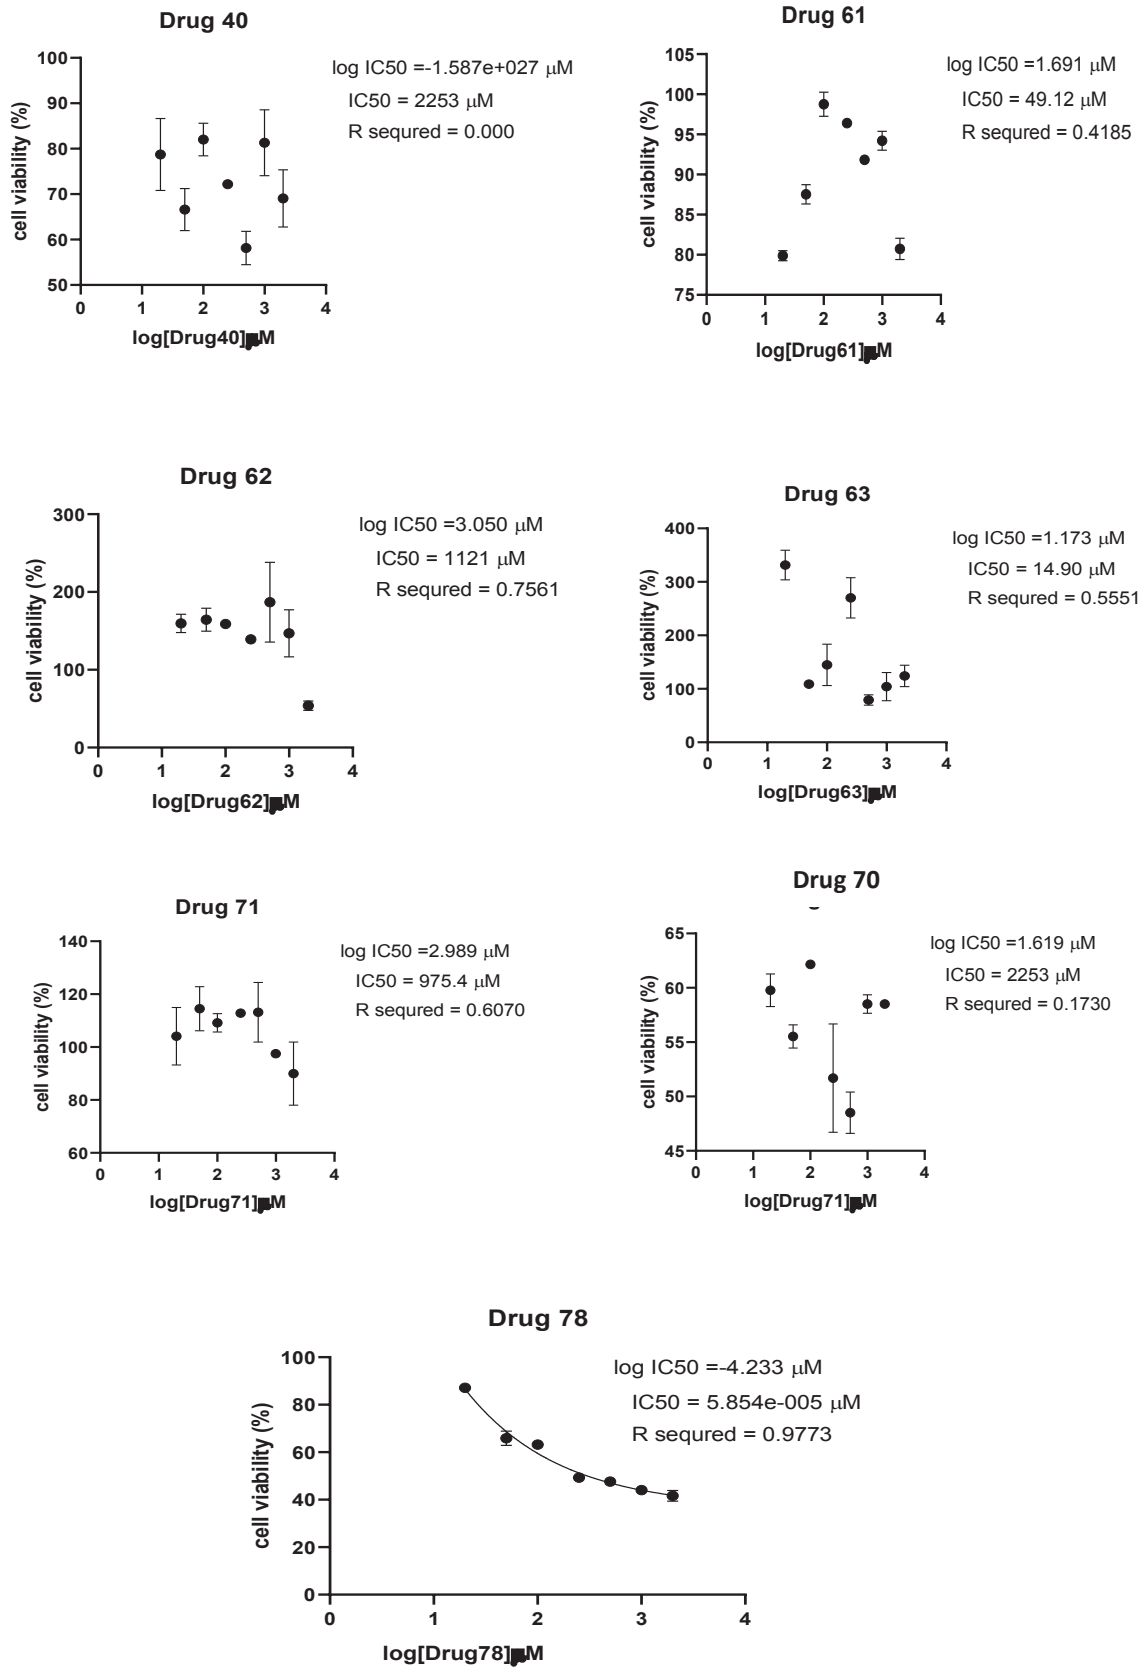 Drug 40
log IC50 =-1.587e+027 μM
IC50 = 2253 μM
R sequred = 0.000
cell viability (%)
100
90
80
70
60
50
0 1 2 3 4
log[Drug40]μM
Drug 61
log IC50 =1.691 μM
IC50 = 49.12 μM
R sequred = 0.4185
cell viability (%)
105
100
95
90
85
80
75
0 1 2 3 4
log[Drug61]μM
Drug 62
log IC50 =3.050 μM
IC50 = 1121 μM
R sequred = 0.7561
cell viability (%)
300
200
100
0
0 1 2 3 4
log[Drug62]μM
Drug 63
log IC50 =1.173 μM
IC50 = 14.90 μM
R sequred = 0.5551
cell viability (%)
400
300
200
100
0
0 1 2 3 4
log[Drug63]μM
Drug 71
log IC50 =2.989 μM
IC50 = 975.4 μM
R sequred = 0.6070
cell viability (%)
140
120
100
80
60
0 1 2 3 4
log[Drug71]μM
Drug 70
log IC50 =1.619 μM
IC50 = 2253 μM
R sequred = 0.1730
cell viability (%)
65
60
55
50
45
0 1 2 3 4
log[Drug71]μM
Drug 78
log IC50 =-4.233 μM
IC50 = 5.854e-005 μM
R sequred = 0.9773
cell viability (%)
100
80
60
40
20
0
0 1 2 3 4
log[Drug78]μM